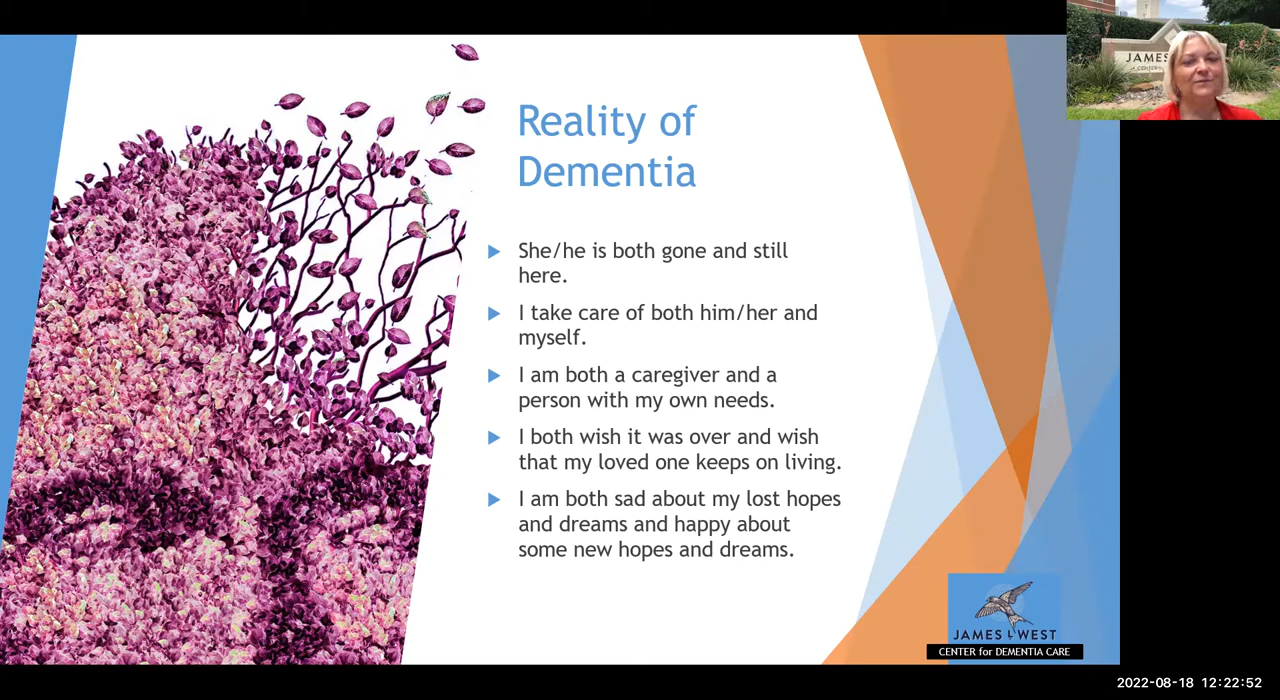 JAMES
CENTER
Reality of
Dementia
She/he is both gone and still
here.
I take care of both him/her and
myself.
I am both a caregiver and a
person with my own needs.
I both wish it was over and wish
that my loved one keeps on living.
I am both sad about my lost hopes
and dreams and happy about
some new hopes and dreams.
JAMES L WEST
CENTER for DEMENTIA CARE
2022-08-18 12:22:52